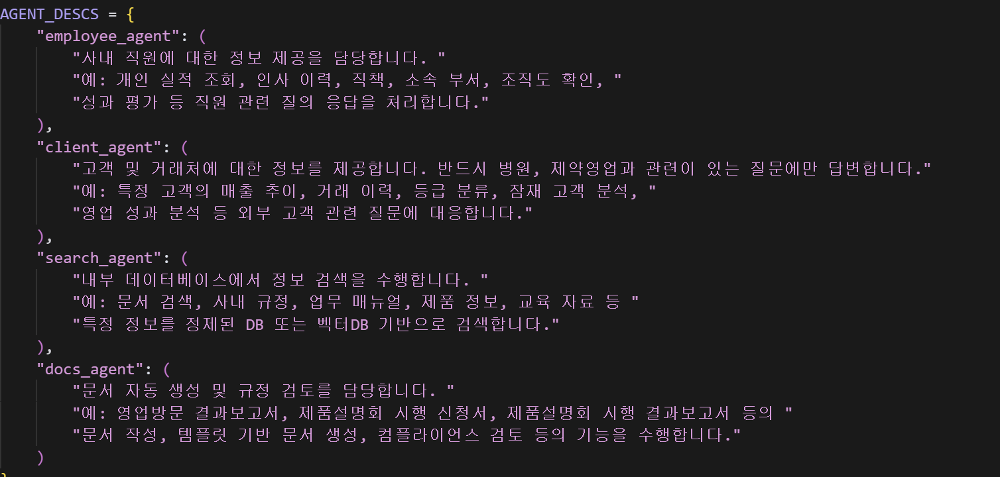 AGENT_DESCS = {
    "employee_agent": (
        "사내 직원에 대한 정보 제공을 담당합니다. "
        "예: 개인 실적 조회, 인사 이력, 직책, 소속 부서, 조직도 확인, "
        "성과 평가 등 직원 관련 질의 응답을 처리합니다."
    ),
    "client_agent": (
        "고객 및 거래처에 대한 정보를 제공합니다. 반드시 병원, 제약영업과 관련이 있는 질문에만 답변합니다."
        "예: 특정 고객의 매출 추이, 거래 이력, 등급 분류, 잠재 고객 분석, "
        "영업 성과 분석 등 외부 고객 관련 질문에 대응합니다."
    ),
    "search_agent": (
        "내부 데이터베이스에서 정보 검색을 수행합니다. "
        "예: 문서 검색, 사내 규정, 업무 매뉴얼, 제품 정보, 교육 자료 등 "
        "특정 정보를 정제된 DB 또는 벡터DB 기반으로 검색합니다."
    ),
    "docs_agent": (
        "문서 자동 생성 및 규정 검토를 담당합니다. "
        "예: 영업방문 결과보고서, 제품설명회 시행 신청서, 제품설명회 시행 결과보고서 등의 "
        "문서 작성, 템플릿 기반 문서 생성, 컴플라이언스 검토 등의 기능을 수행합니다."
    )
}